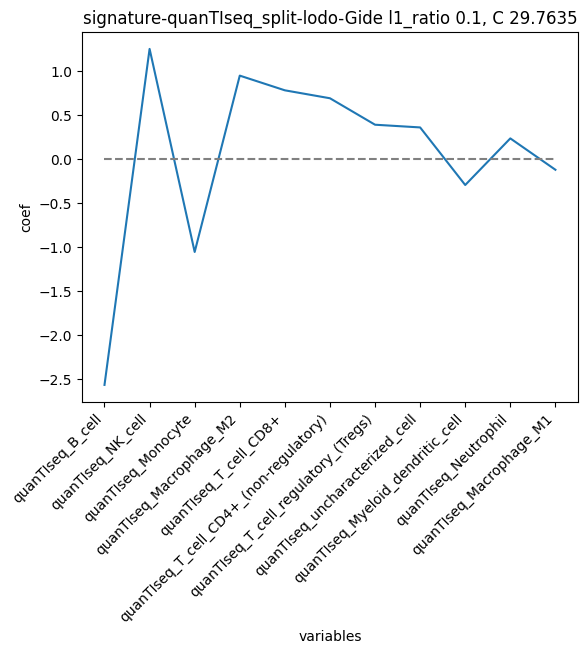 signature-quanTIseq_split-lodo-Gide l1_ratio 0.1, C 29.7635
1.0
0.5
0.0
−0.5
−1.0
−1.5
−2.0
−2.5
coef
quanTIseq_B_cell
quanTIseq_NK_cell
quanTIseq_Monocyte
quanTIseq_Macrophage_M2
quanTIseq_T_cell_CD8+
quanTIseq_T_cell_CD4+_(non-regulatory)
quanTIseq_T_cell_regulatory_(Tregs)
quanTIseq_uncharacterized_cell
quanTIseq_Myeloid_dendritic_cell
quanTIseq_Neutrophil
quanTIseq_Macrophage_M1
variables